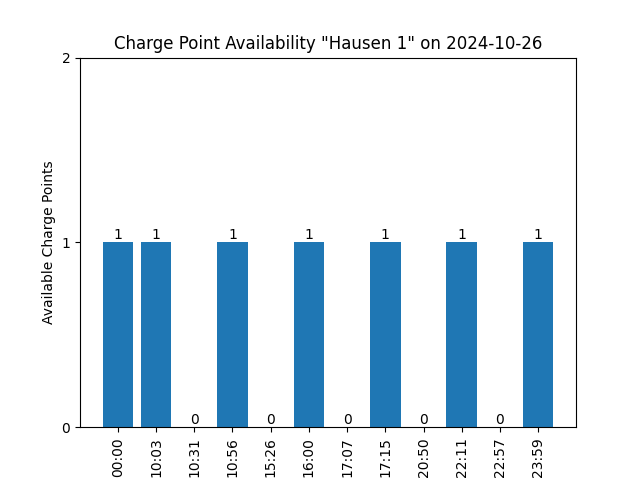 Charge Point Availability "Hausen 1" on 2024-10-26
Available Charge Points
2
1
0
1 1 0 1 0 1 0 1 0 1 0 1
00:00 10:03 10:31 10:56 15:26 16:00 17:07 17:15 20:50 22:11 22:57 23:59